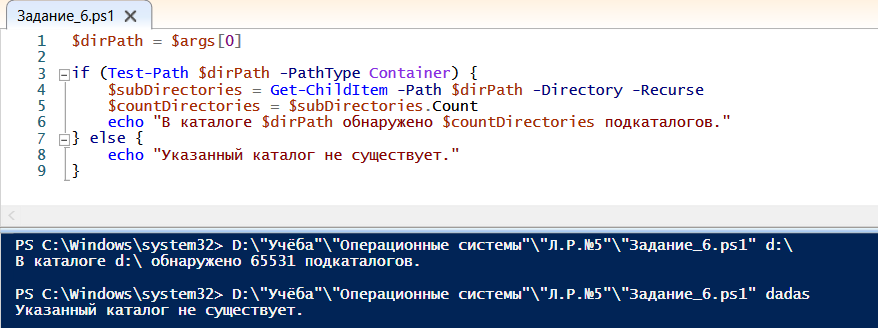 Задание_6.ps1 X
1 $dirPath = $args[0]
2
3 if (Test-Path $dirPath -PathType Container) {
4 $subDirectories = Get-ChildItem -Path $dirPath -Directory -Recurse
5 $countDirectories = $subDirectories.Count
6 echo "В каталоге $dirPath обнаружено $countDirectories подкаталогов."
7 } else {
8 echo "Указанный каталог не существует."
9 }
PS C:\Windows\system32> D:\"Учёба"\"Операционные системы"\"Л.Р.№5"\"Задание_6.ps1" d:\
В каталоге d:\ обнаружено 65531 подкаталогов.
PS C:\Windows\system32> D:\"Учёба"\"Операционные системы"\"Л.Р.№5"\"Задание_6.ps1" dadas
Указанный каталог не существует.